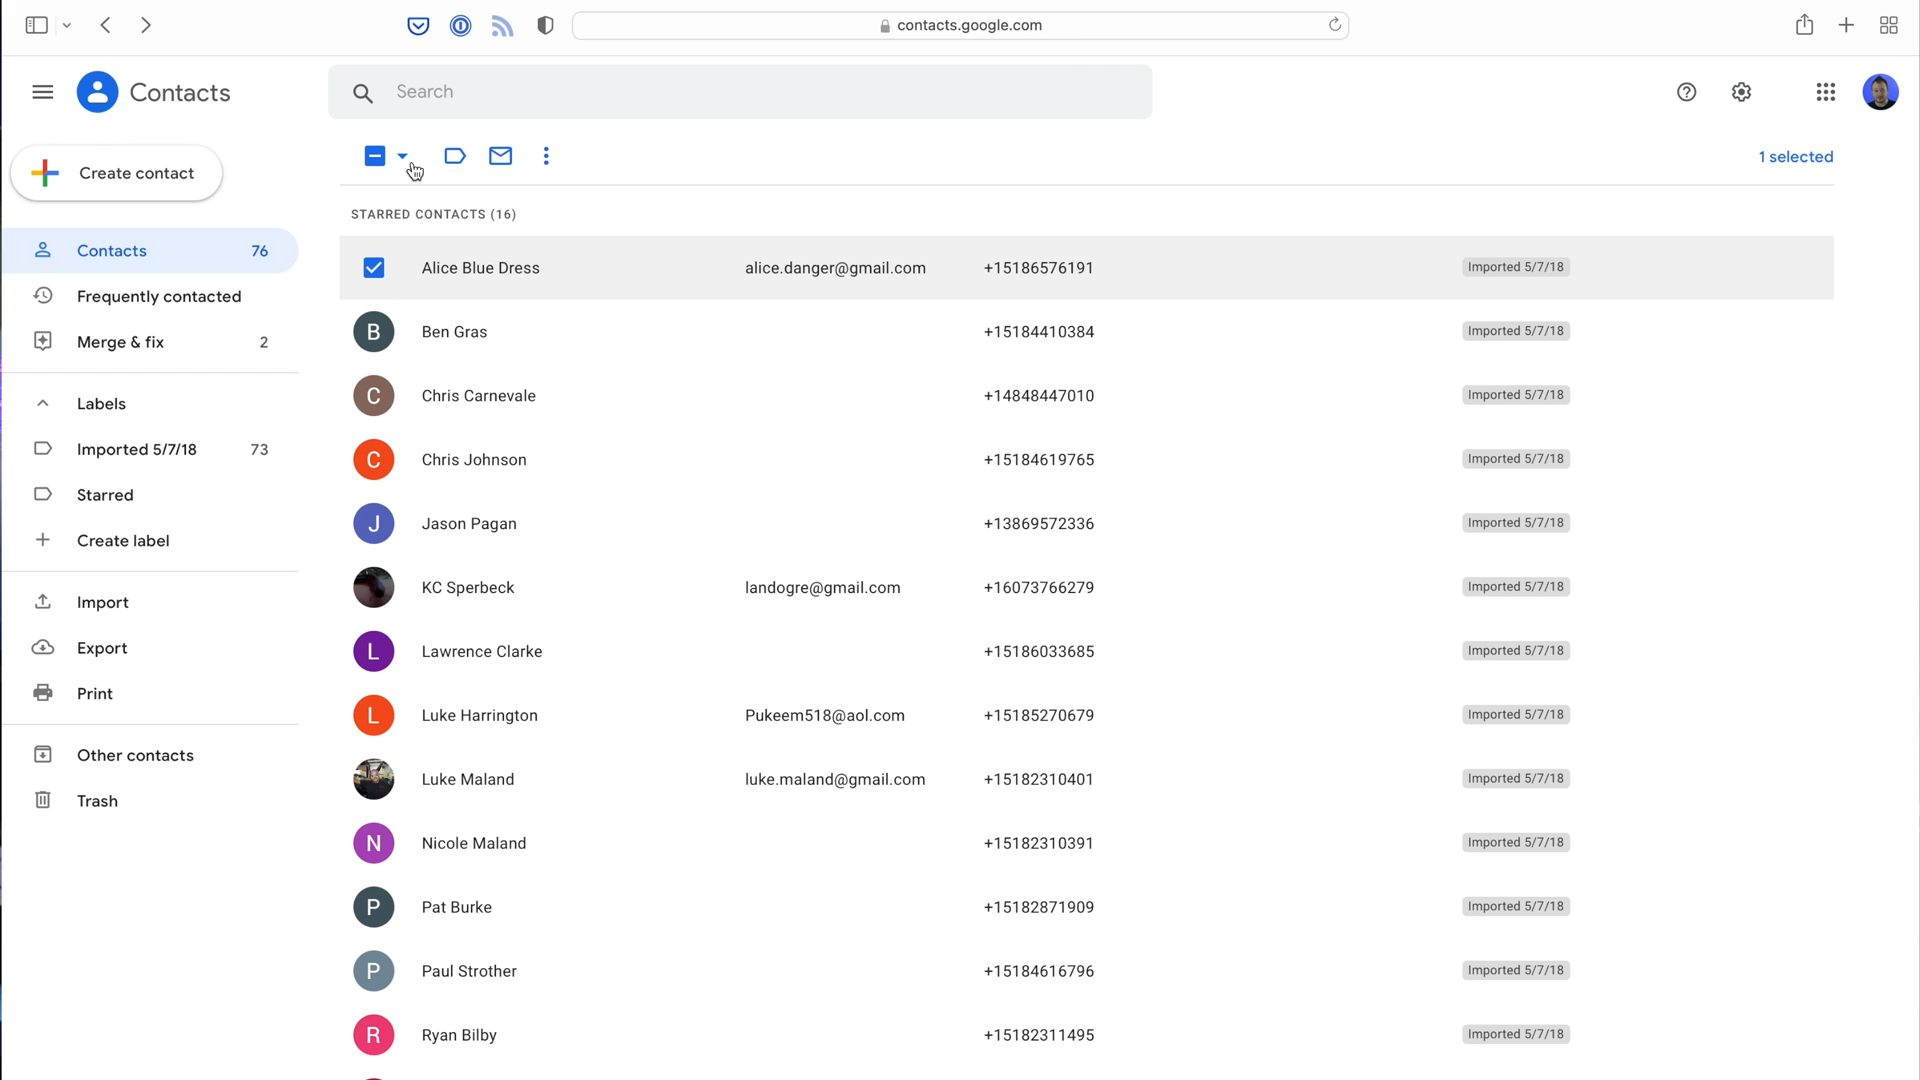 contacts.google.com
Contacts
Search
Create contact
1 selected
STARRED CONTACTS (16)
Contacts 76
Frequently contacted
Merge & fix 2
Labels
Imported 5/7/18 73
Starred
Create label
Import
Export
Print
Other contacts
Trash
Alice Blue Dress alice.danger@gmail.com +15186576191 Imported 5/7/18
B Ben Gras +15184410384 Imported 5/7/18
C Chris Carnevale +14848447010 Imported 5/7/18
C Chris Johnson +15184619765 Imported 5/7/18
J Jason Pagan +13869572336 Imported 5/7/18
KC Sperbeck landogre@gmail.com +16073766279 Imported 5/7/18
L Lawrence Clarke +15186033685 Imported 5/7/18
L Luke Harrington Pukeem518@aol.com +15185270679 Imported 5/7/18
Luke Maland luke.maland@gmail.com +15182310401 Imported 5/7/18
N Nicole Maland +15182310391 Imported 5/7/18
P Pat Burke +15182871909 Imported 5/7/18
P Paul Strother +15184616796 Imported 5/7/18
R Ryan Bilby +15182311495 Imported 5/7/18